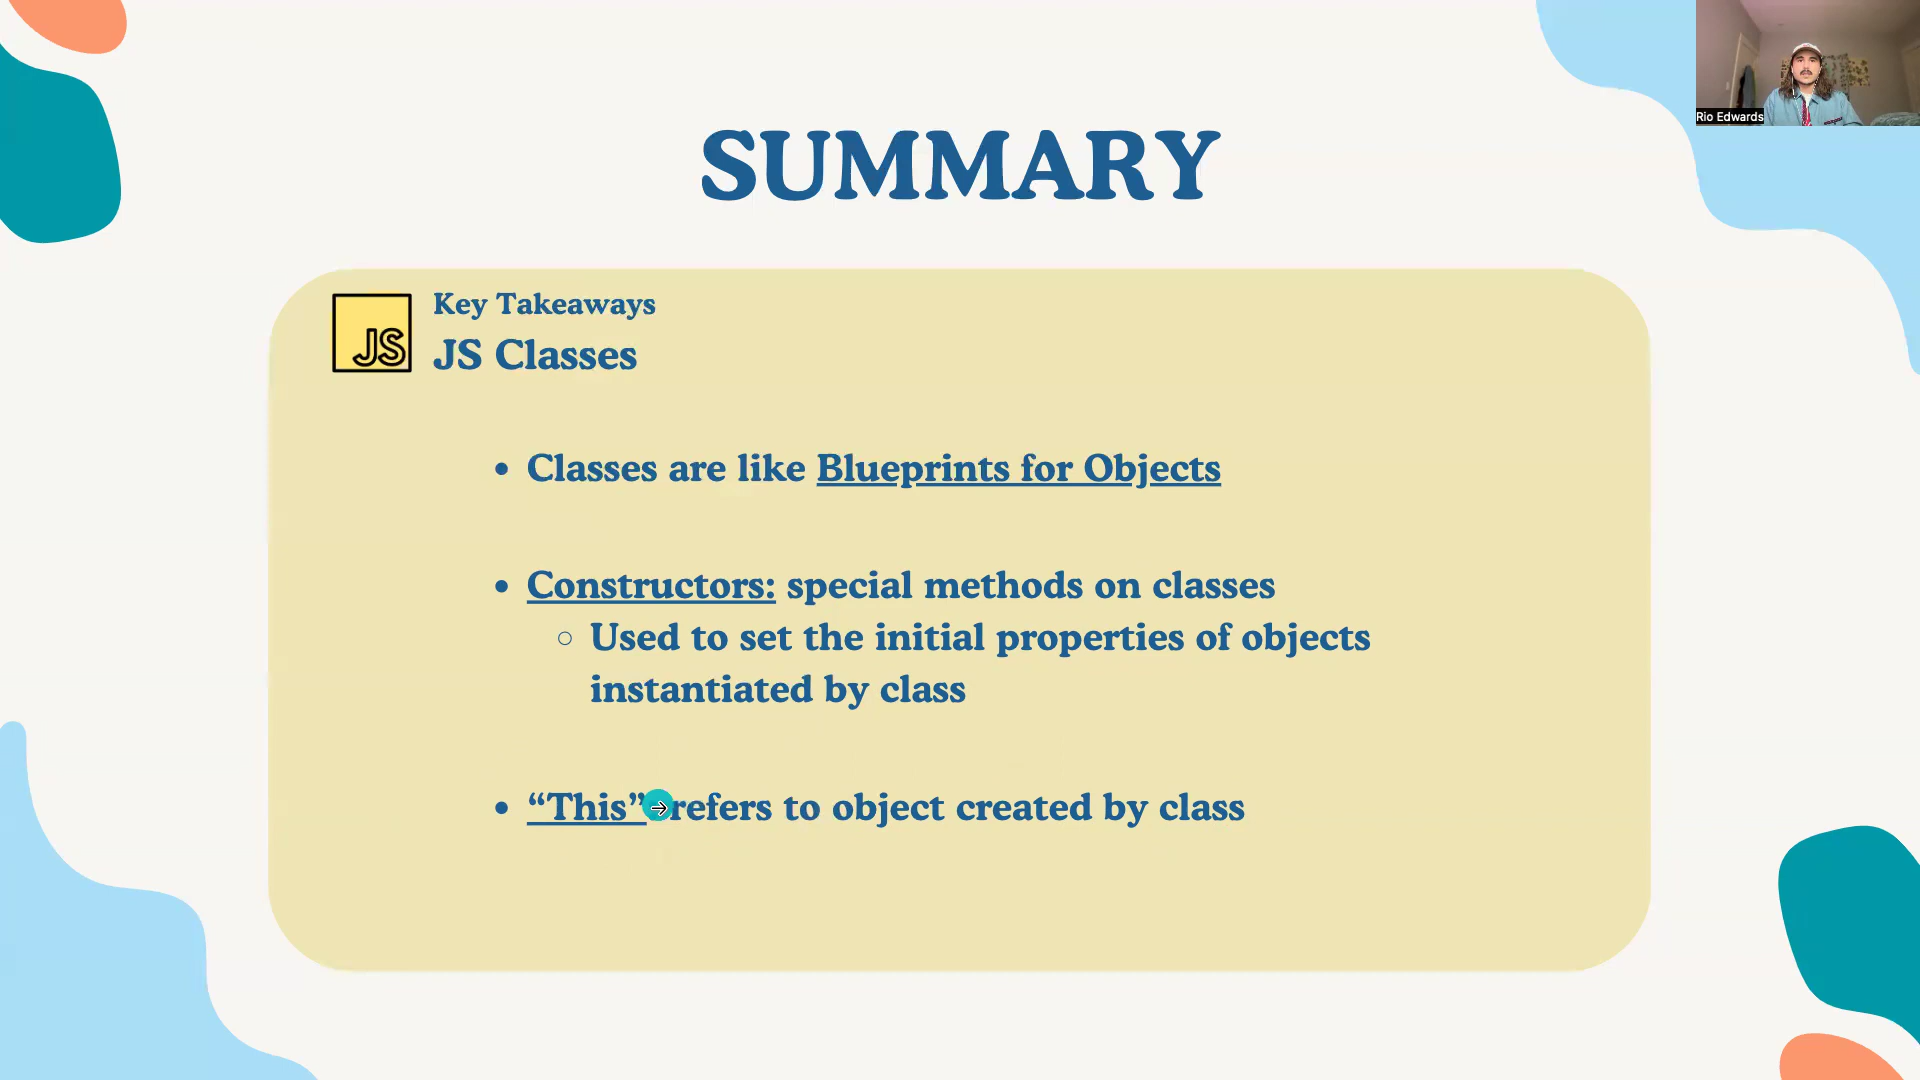 Rio Edwards
SUMMARY
JS
Key Takeaways
JS Classes
• Classes are like Blueprints for Objects
• Constructors: special methods on classes
○ Used to set the initial properties of objects
instantiated by class
• “This” refers to object created by class